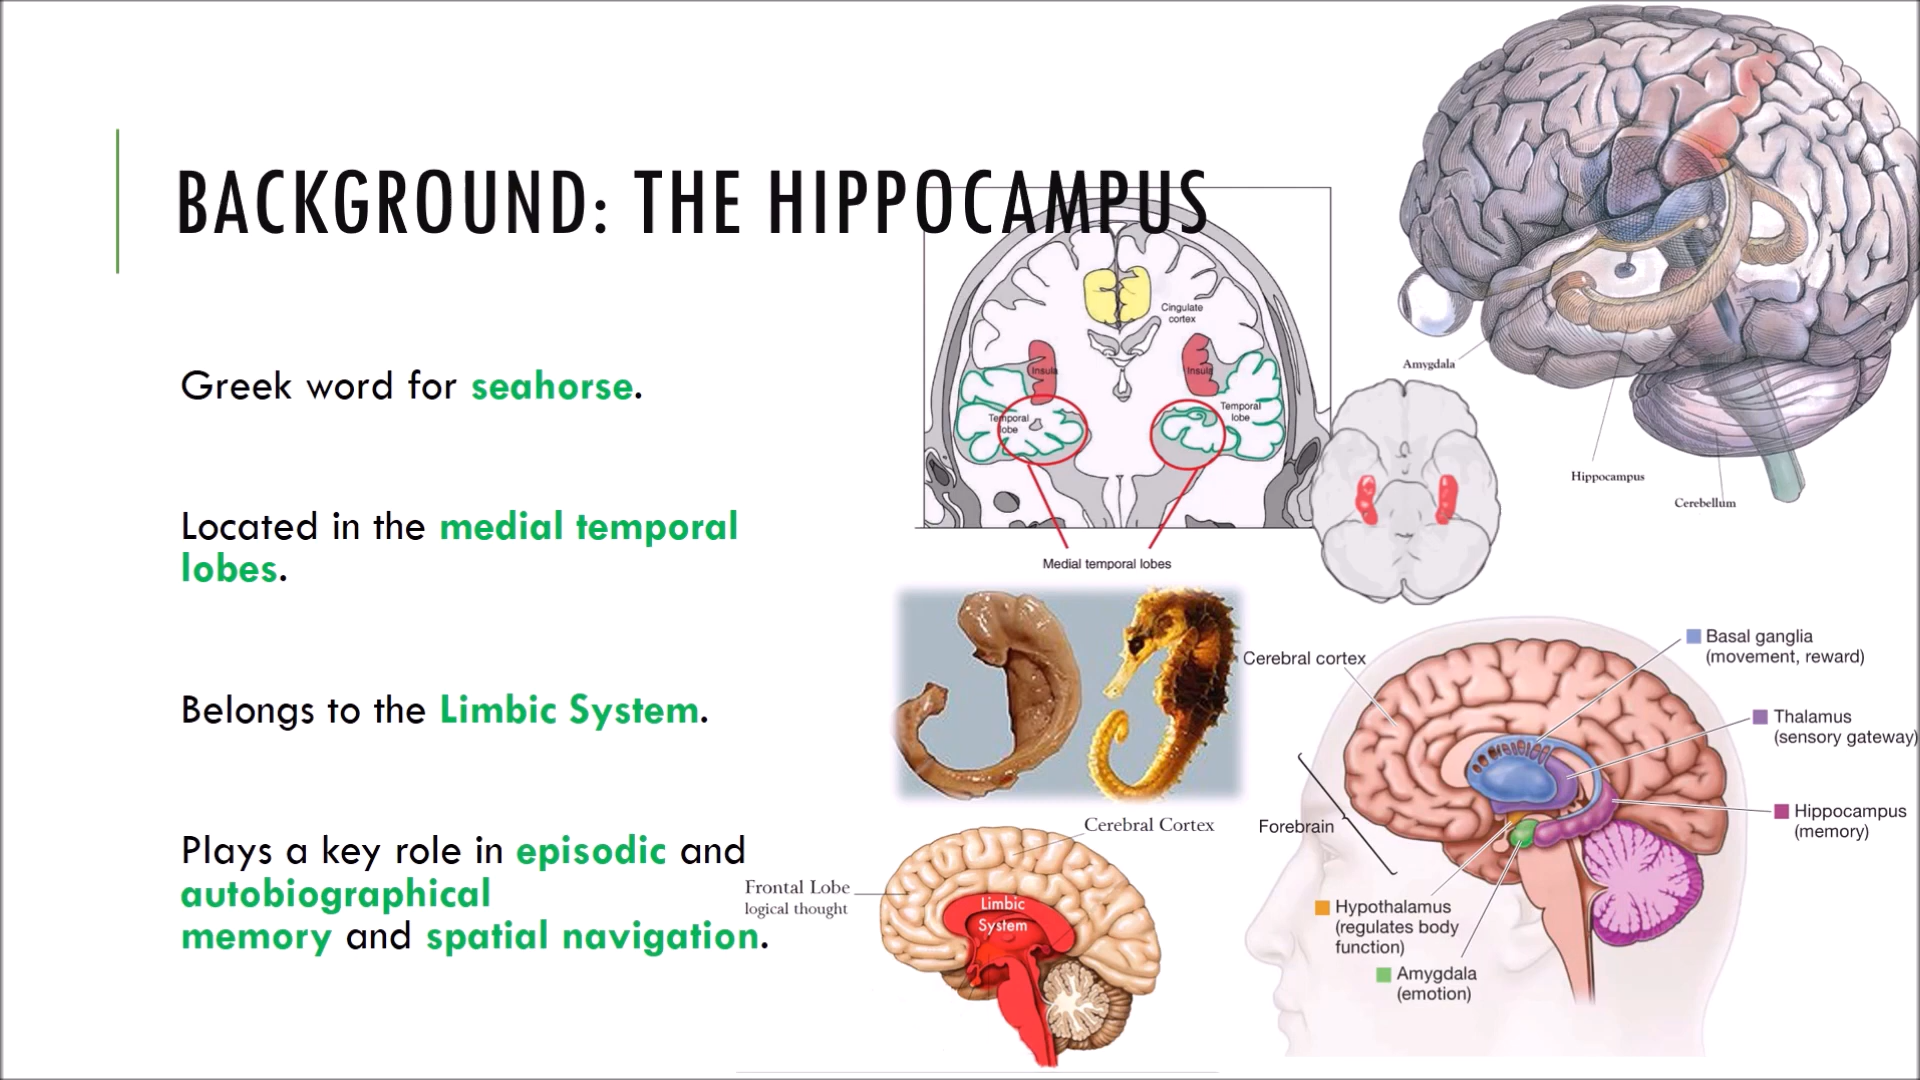 BACKGROUND: THE HIPPOCAMPUS
Greek word for seahorse.
Located in the medial temporal
lobes.
Belongs to the Limbic System.
Plays a key role in episodic and
autobiographical
memory and spatial navigation.
Cingulate
cortex
Insula
Insula
Temporal
lobe
Temporal
lobe
Medial temporal lobes
Amygdala
Hippocampus
Cerebellum
Cerebral Cortex
Frontal Lobe
logical thought
Limbic
System
Cerebral cortex
Basal ganglia
(movement, reward)
Thalamus
(sensory gateway)
Hippocampus
(memory)
Forebrain
Hypothalamus
(regulates body
function)
Amygdala
(emotion)